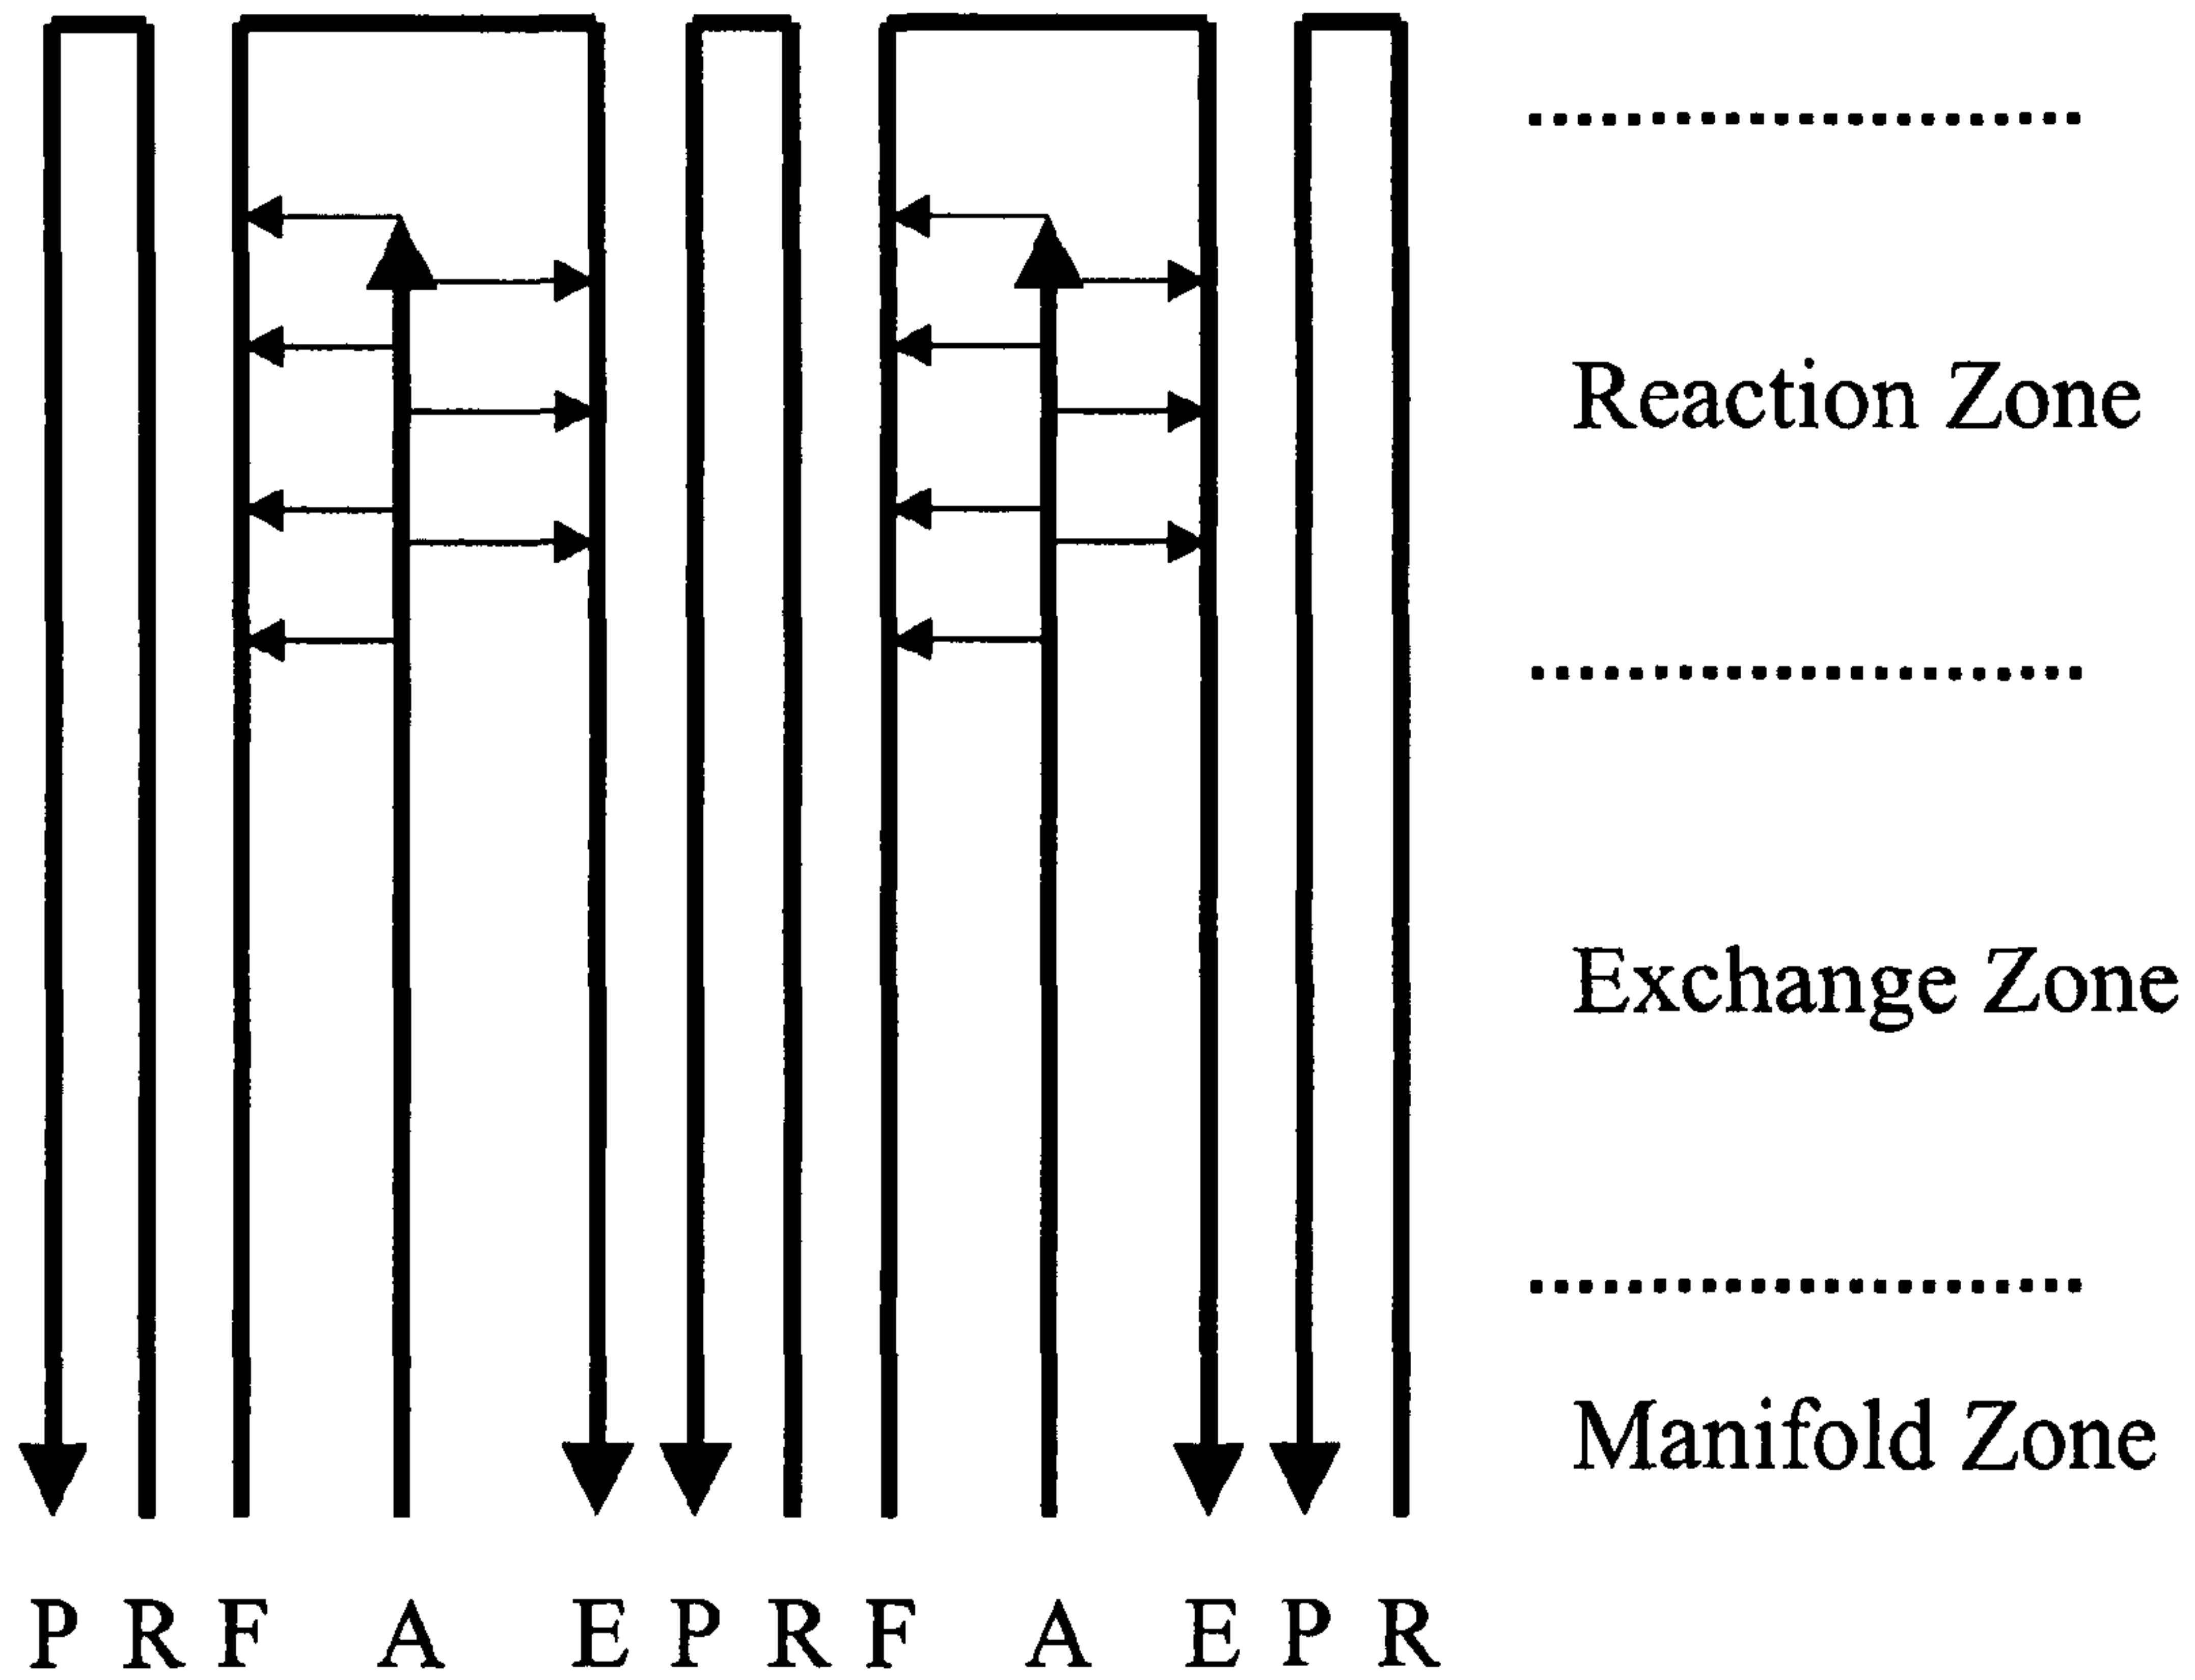 Reaction Zone
Exchange Zone
Manifold Zone
P R F A E P R F A E P R